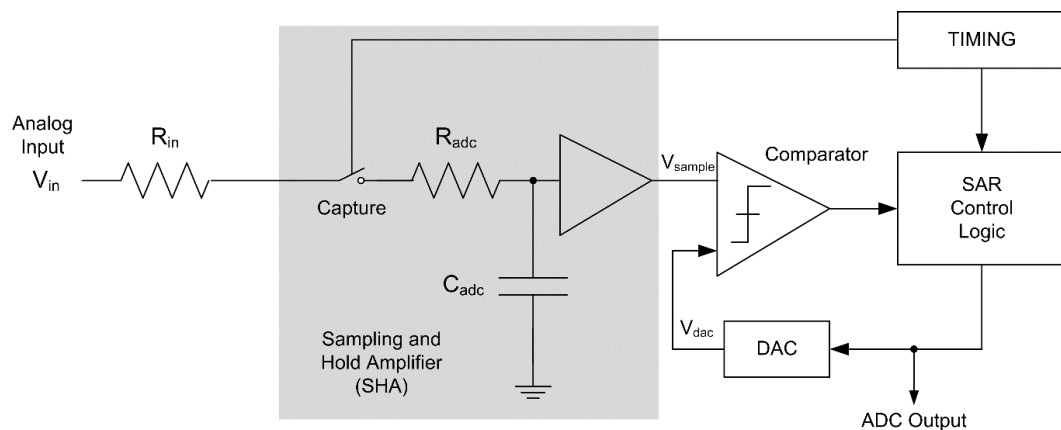 TIMING
Analog
Input
V_in
R_in
R_adc
Capture
C_adc
Sampling and
Hold Amplifier
(SHA)
V_sample
Comparator
SAR
Control
Logic
V_dac
DAC
ADC Output